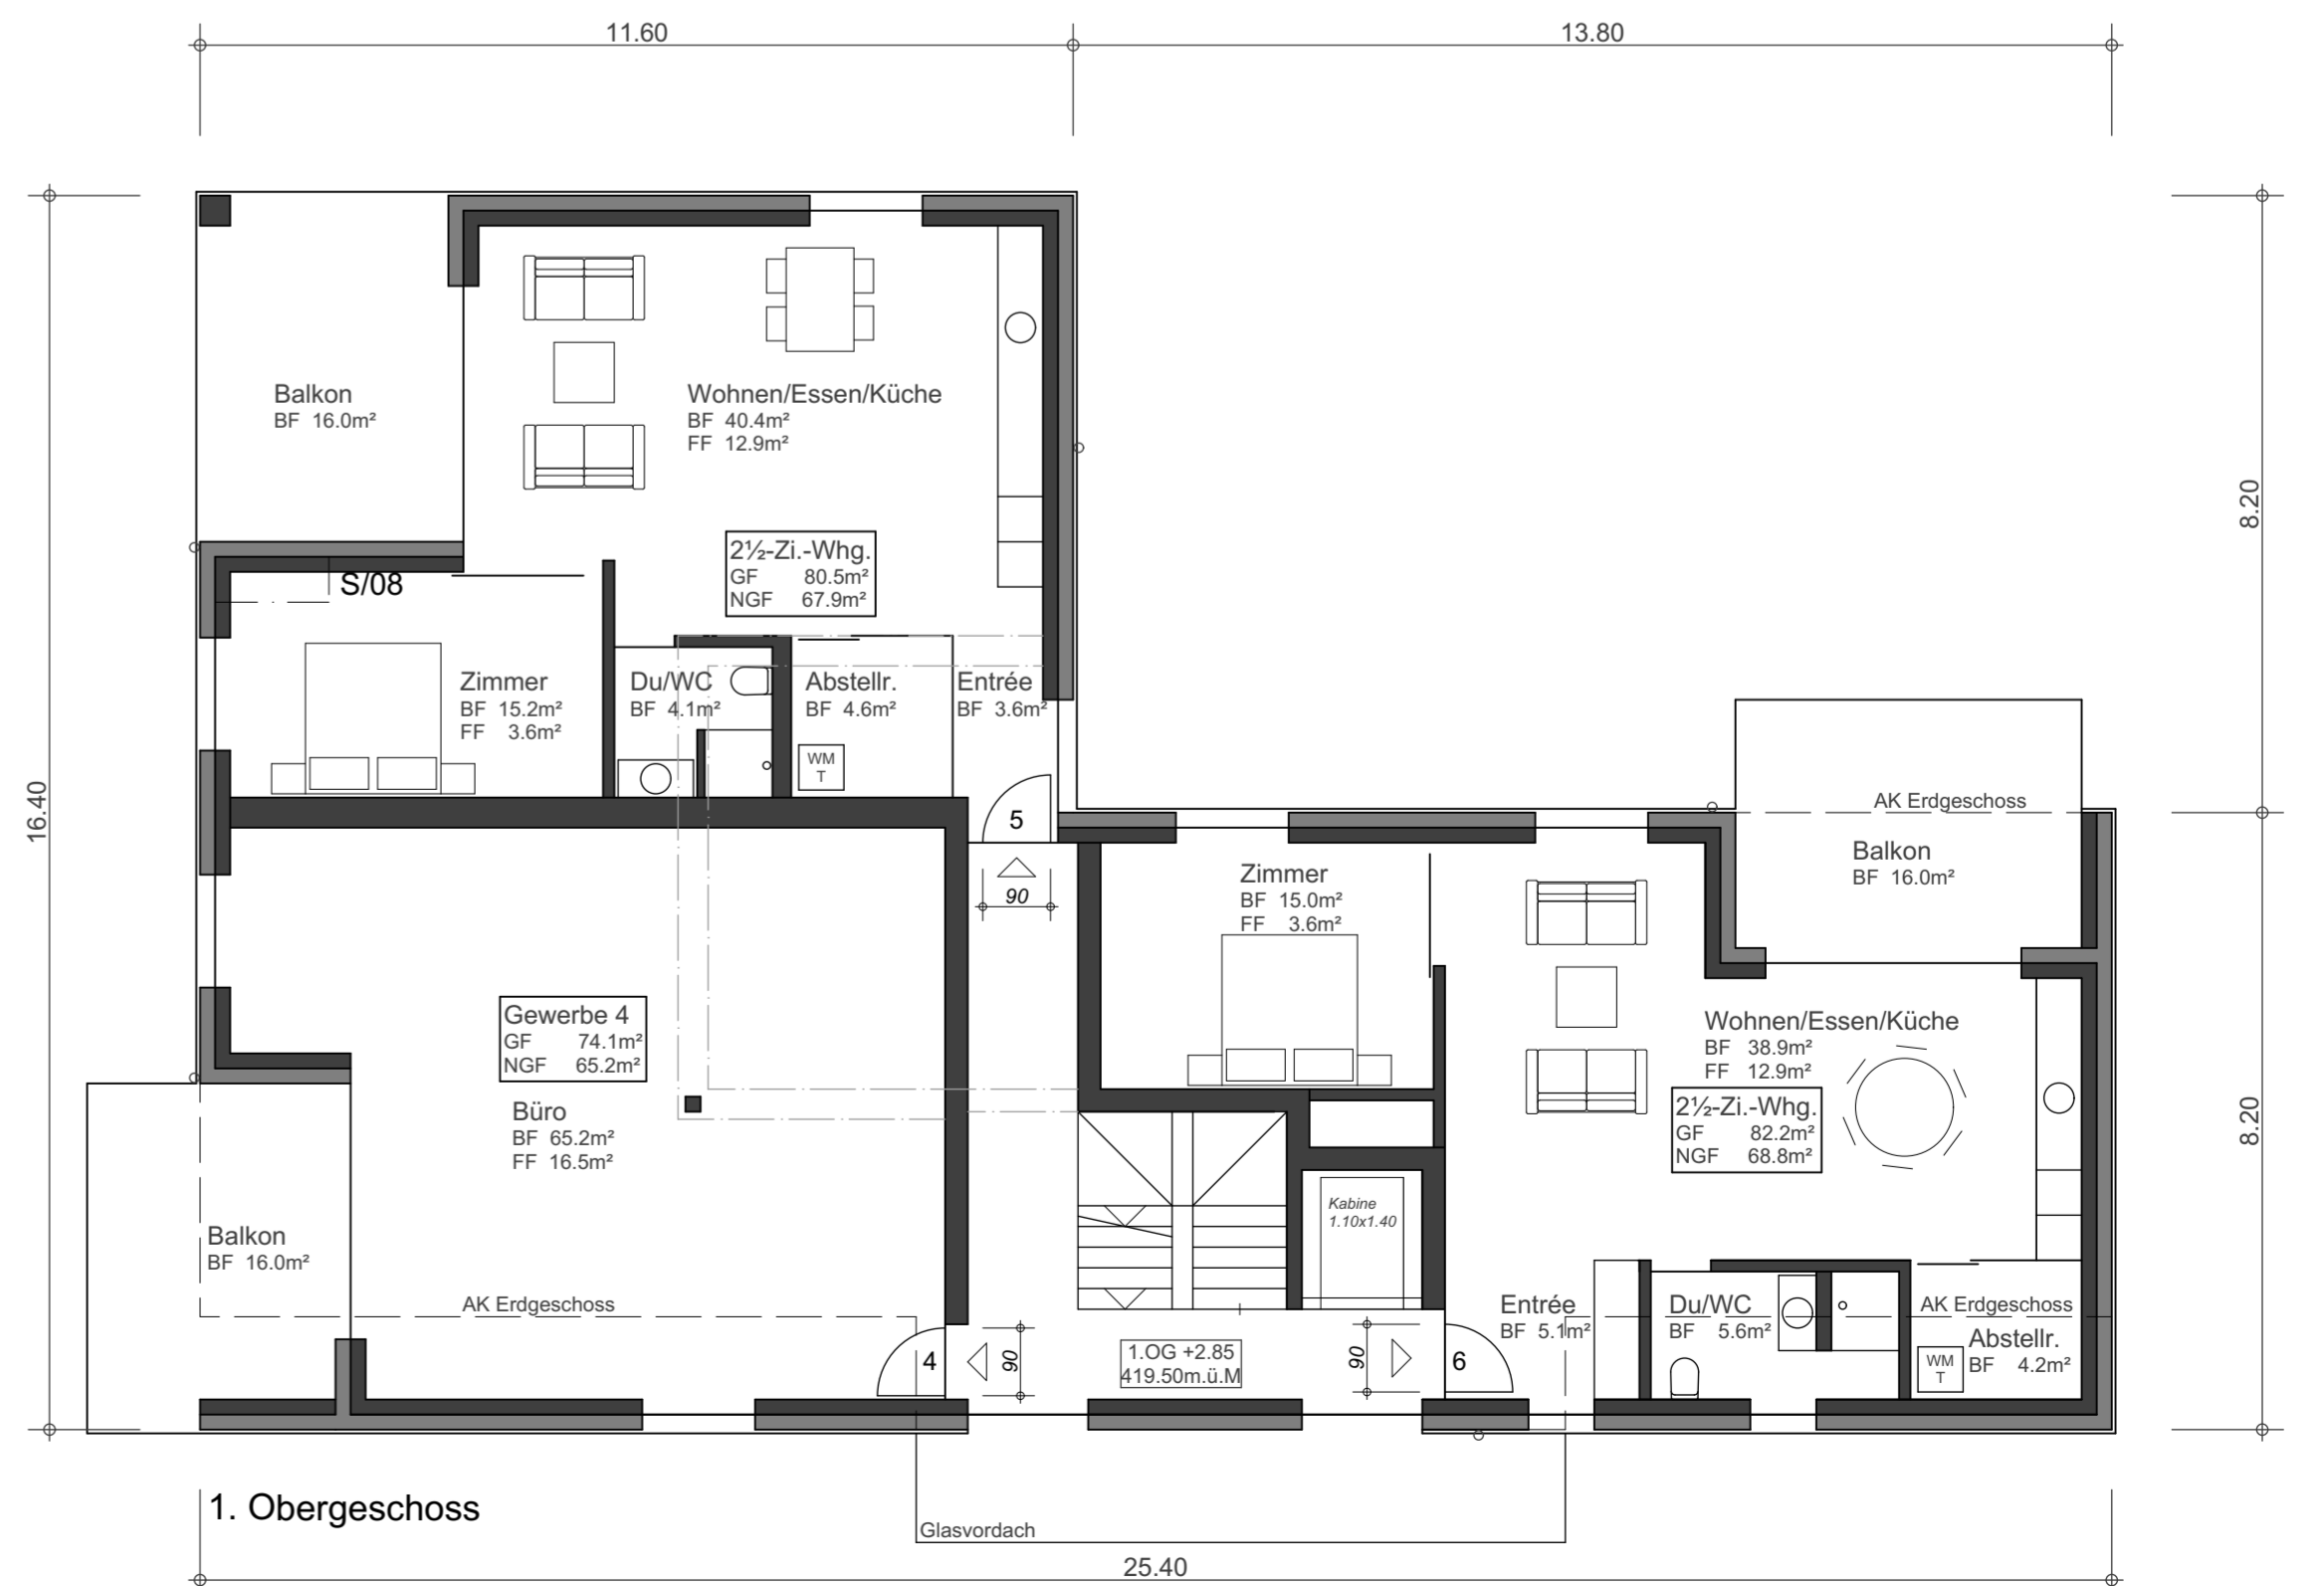 11.60
13.80
16.40
8.20
8.20
Balkon
BF 16.0m²
Wohnen/Essen/Küche
BF 40.4m²
FF 12.9m²
2½-Zi.-Whg.
GF 80.5m²
NGF 67.9m²
S/08
Zimmer
BF 15.2m²
FF 3.6m²
Du/WC
BF 4.1m²
Abstellr.
BF 4.6m²
WM
T
Entrée
BF 3.6m²
5
90
AK Erdgeschoss
Balkon
BF 16.0m²
Zimmer
BF 15.0m²
FF 3.6m²
Gewerbe 4
GF 74.1m²
NGF 65.2m²
Büro
BF 65.2m²
FF 16.5m²
Wohnen/Essen/Küche
BF 38.9m²
FF 12.9m²
2½-Zi.-Whg.
GF 82.2m²
NGF 68.8m²
Kabine
1.10x1.40
Balkon
BF 16.0m²
AK Erdgeschoss
4
90
1.OG +2.85
419.50m.ü.M
90
6
Entrée
BF 5.1m²
Du/WC
BF 5.6m²
AK Erdgeschoss
Abstellr.
BF 4.2m²
WM
T
1. Obergeschoss
Glasvordach
25.40